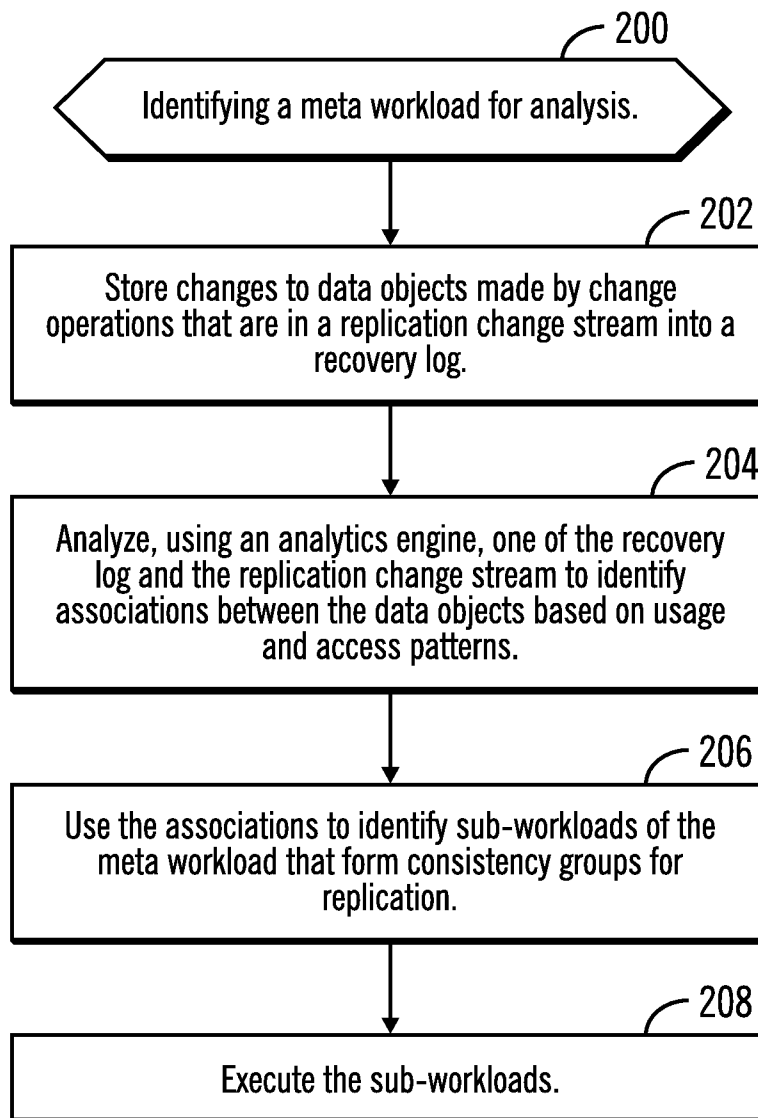 200
Identifying a meta workload for analysis.
202
Store changes to data objects made by change
operations that are in a replication change stream into a
recovery log.
204
Analyze, using an analytics engine, one of the recovery
log and the replication change stream to identify
associations between the data objects based on usage
and access patterns.
206
Use the associations to identify sub-workloads of the
meta workload that form consistency groups for
replication.
208
Execute the sub-workloads.